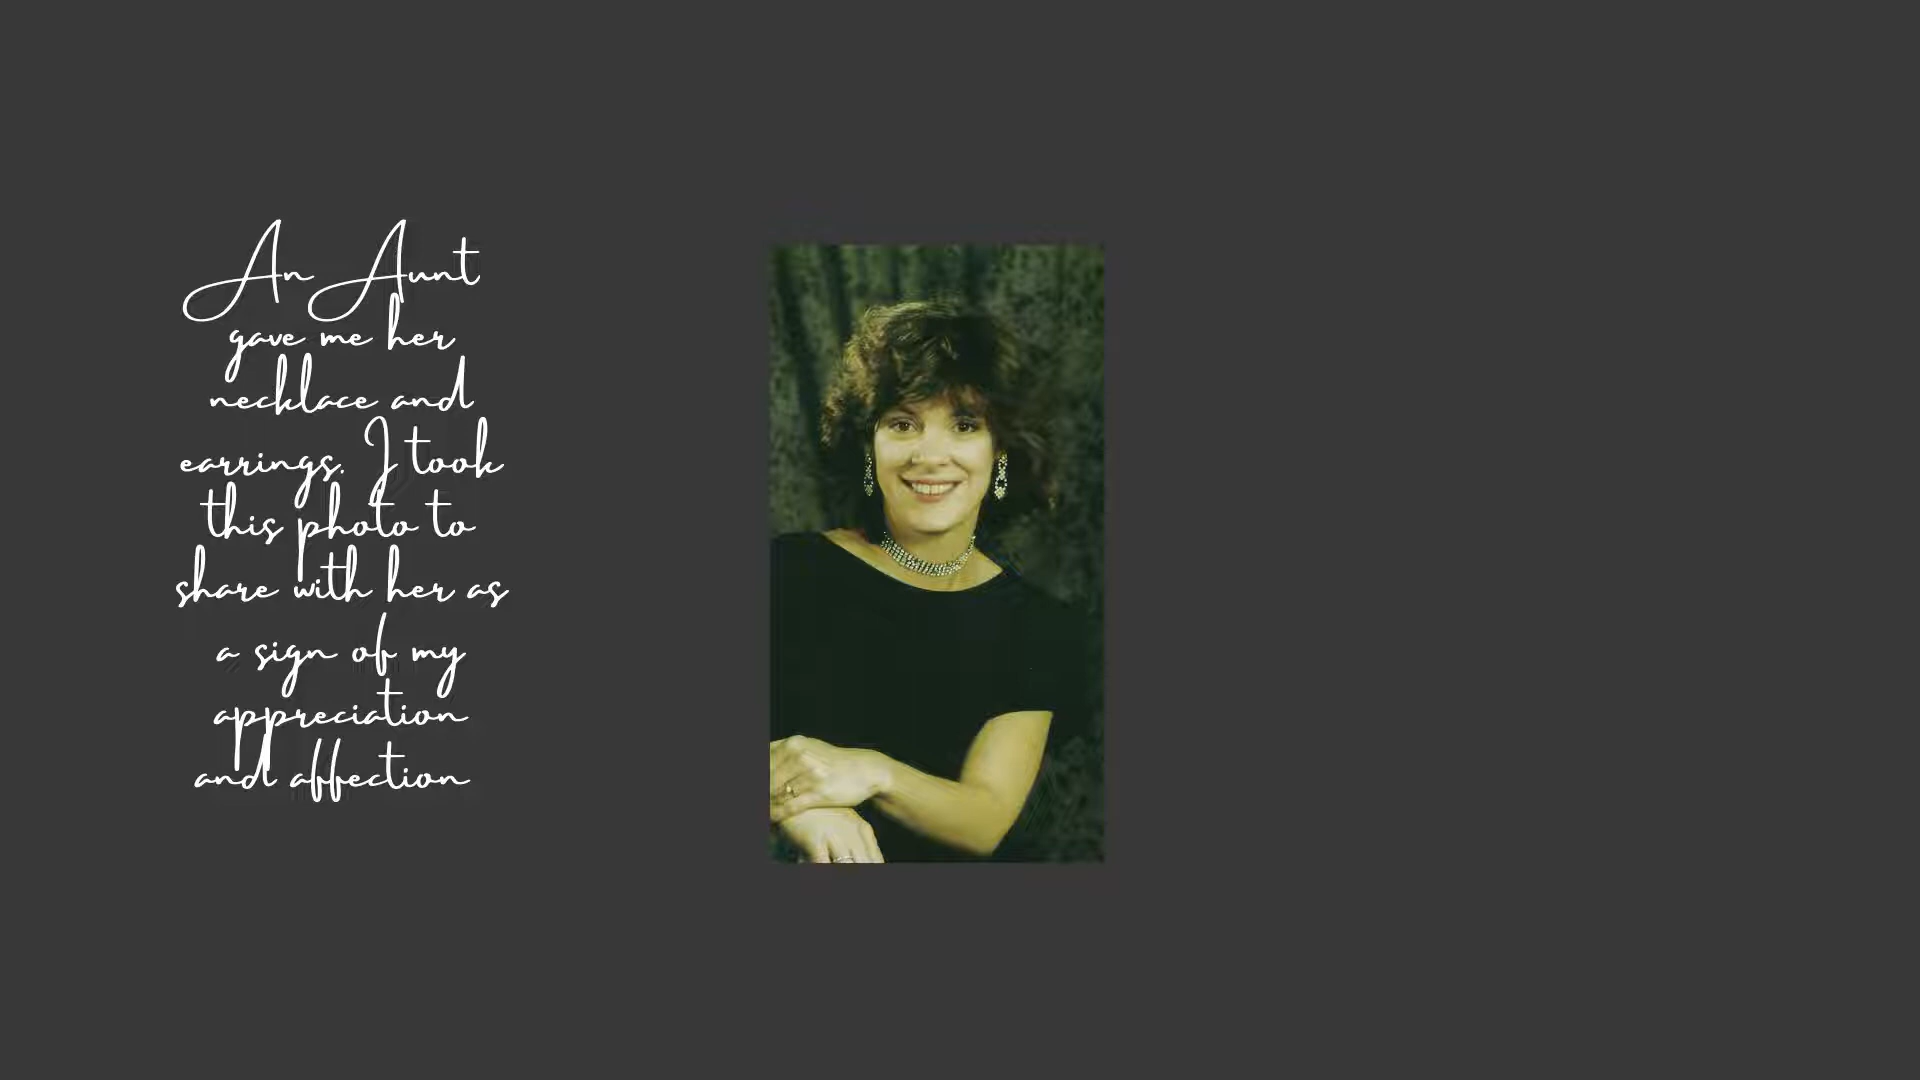 An Aunt
gave me her
necklace and
earrings. I took
this photo to
share with her as
a sign of my
appreciation
and affection